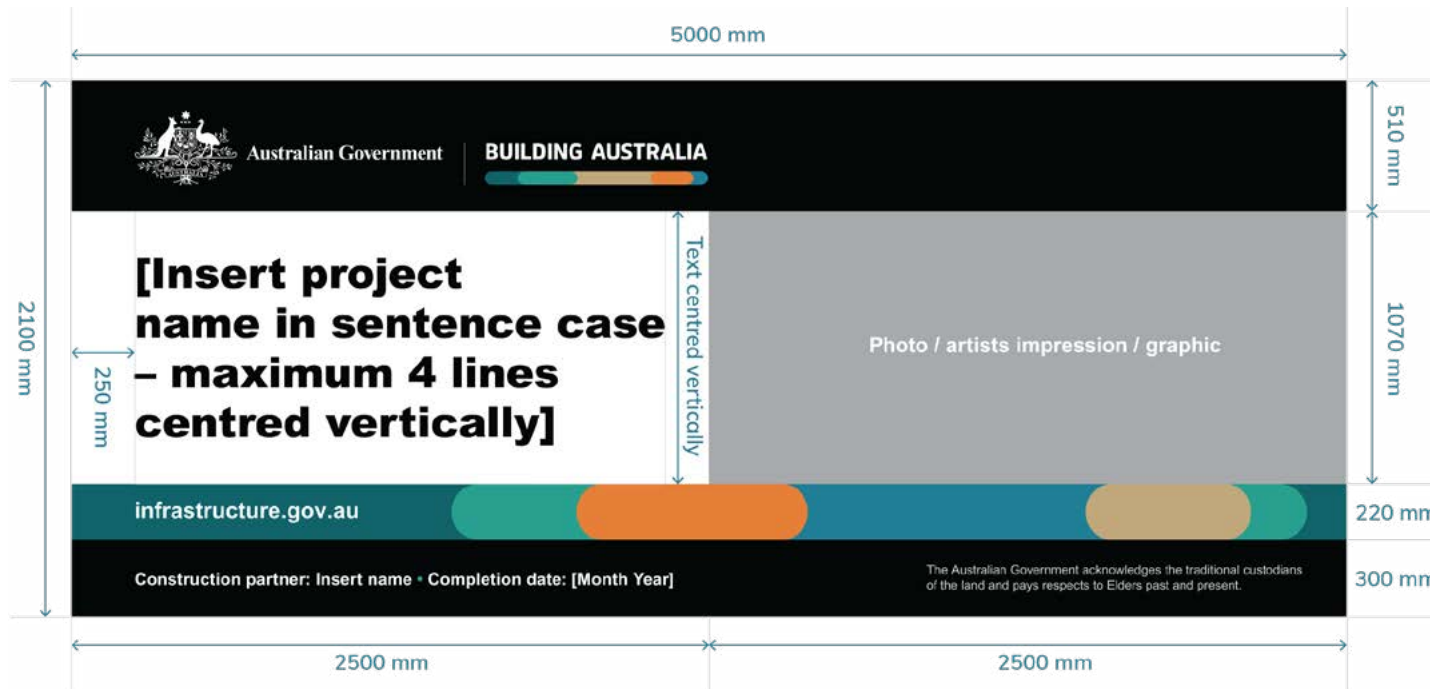 5000 mm
Australian Government
BUILDING AUSTRALIA
510 mm
[Insert project
name in sentence case
– maximum 4 lines
centred vertically]
Text centred vertically
Photo / artists impression / graphic
2100 mm
250 mm
1070 mm
infrastructure.gov.au
220 mm
Construction partner: Insert name • Completion date: [Month Year]
The Australian Government acknowledges the traditional custodians
of the land and pays respects to Elders past and present.
300 mm
2500 mm
2500 mm